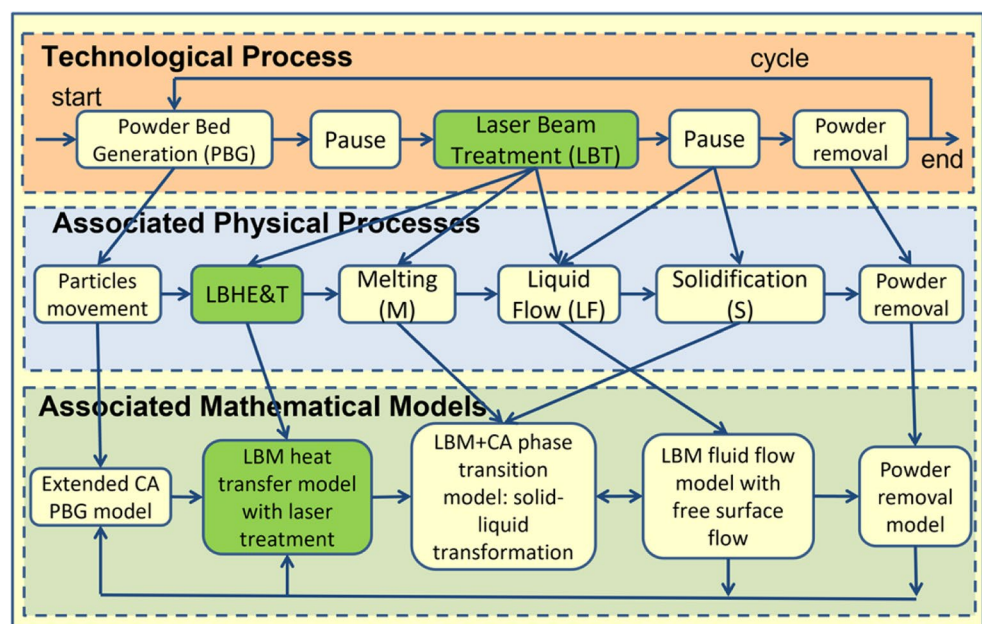 Technological Process
cycle
start
Powder Bed
Generation (PBG)
Pause
Laser Beam
Treatment (LBT)
Pause
Powder
removal
end
Associated Physical Processes
Particles
movement
LBHE&T
Melting
(M)
Liquid
Flow (LF)
Solidification
(S)
Powder
removal
Associated Mathematical Models
Extended CA
PBG model
LBM heat
transfer model
with laser
treatment
LBM+CA phase
transition
model: solid-
liquid
transformation
LBM fluid flow
model with
free surface
flow
Powder
removal
model